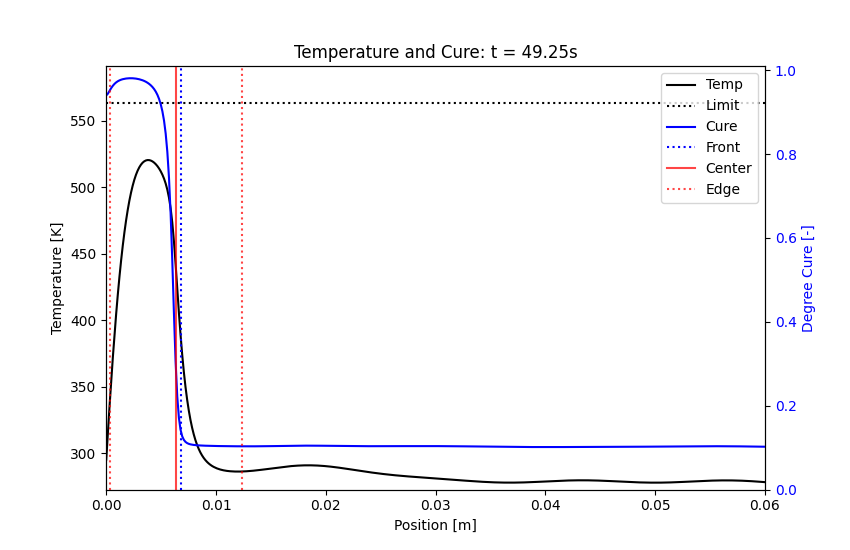 Temperature and Cure: t = 49.25s
Temp
Limit
Cure
Front
Center
Edge
Temperature [K]
550
500
450
400
350
300
Degree Cure [-]
1.0
0.8
0.6
0.4
0.2
0.0
0.00 0.01 0.02 0.03 0.04 0.05 0.06
Position [m]